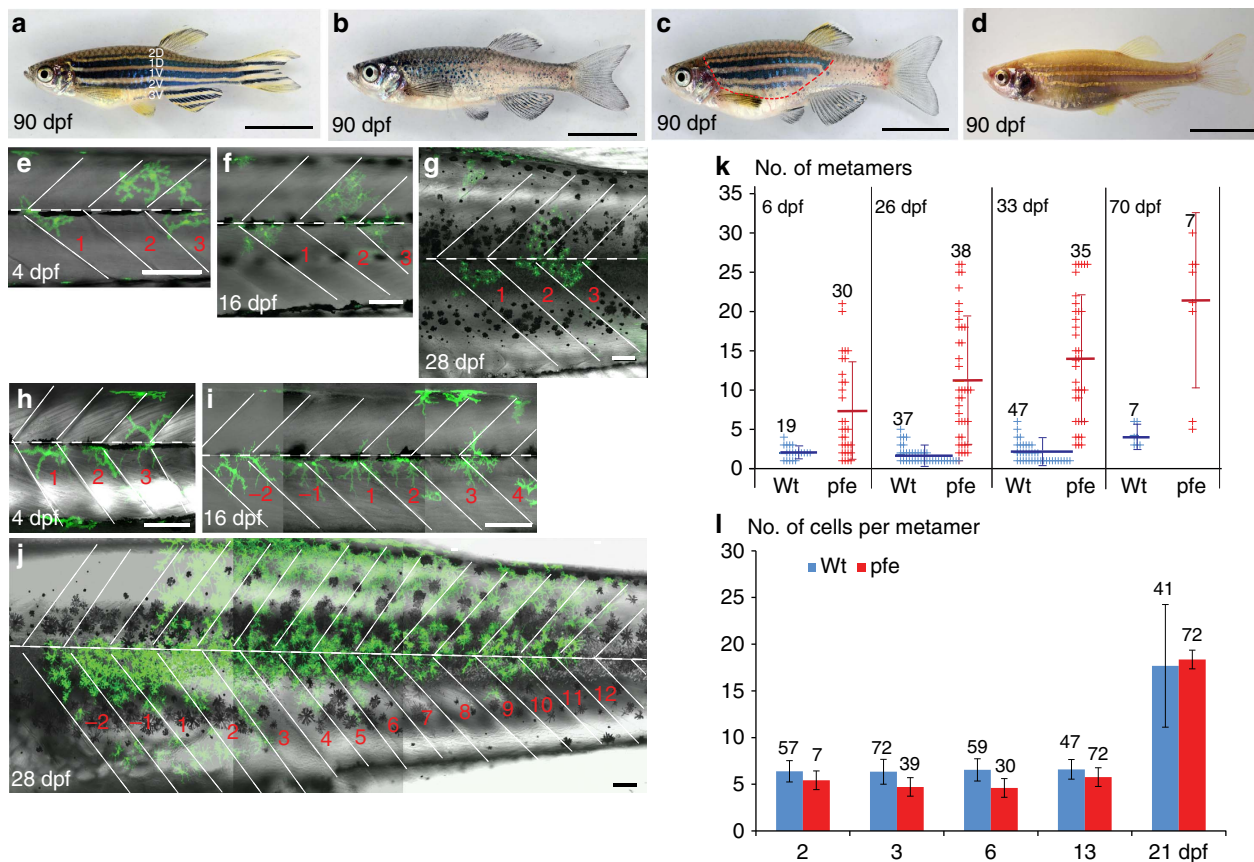 a
2D
1D
1V
2V
3V
90 dpf
b
90 dpf
c
90 dpf
d
90 dpf
e
1 2 3
4 dpf
f
1 2 3
16 dpf
g
1 2 3
28 dpf
h
1 2 3
4 dpf
i
–2 –1 1 2 3 4
16 dpf
j
–2 –1 1 2 3 4 5 6 7 8 9 10 11 12
28 dpf
k No. of metamers
35
30
25
20
15
10
5
0
6 dpf 26 dpf 33 dpf 70 dpf
19 30 37 38 47 35 7 7
Wt pfe Wt pfe Wt pfe Wt pfe
l No. of cells per metamer
30
25
20
15
10
5
0
Wt pfe
57 7 72 39 59 30 47 72 41 72
2 3 6 13 21 dpf